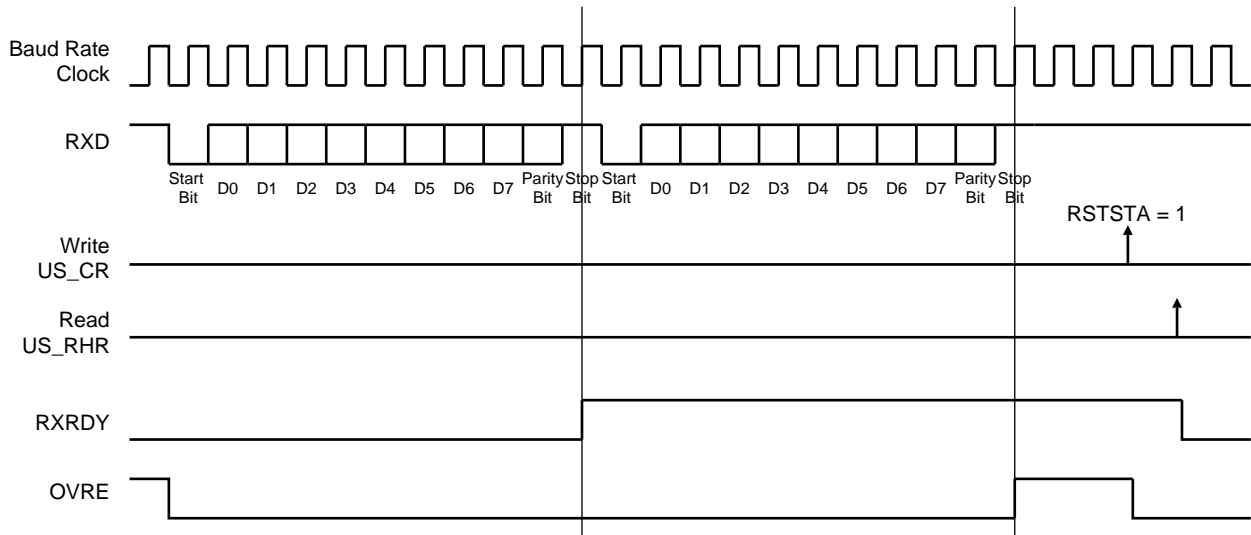 Baud Rate
Clock
RXD
Start
Bit
D0
D1
D2
D3
D4
D5
D6
D7
Parity
Bit
Stop
Bit
Start
Bit
D0
D1
D2
D3
D4
D5
D6
D7
Parity
Bit
Stop
Bit
RSTSTA = 1
Write
US_CR
Read
US_RHR
RXRDY
OVRE